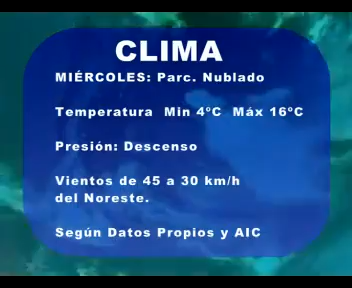 CLIMA
MIÉRCOLES: Parc. Nublado
Temperatura Min 4ºC Máx 16ºC
Presión: Descenso
Vientos de 45 a 30 km/h
del Noreste.
Según Datos Propios y AIC